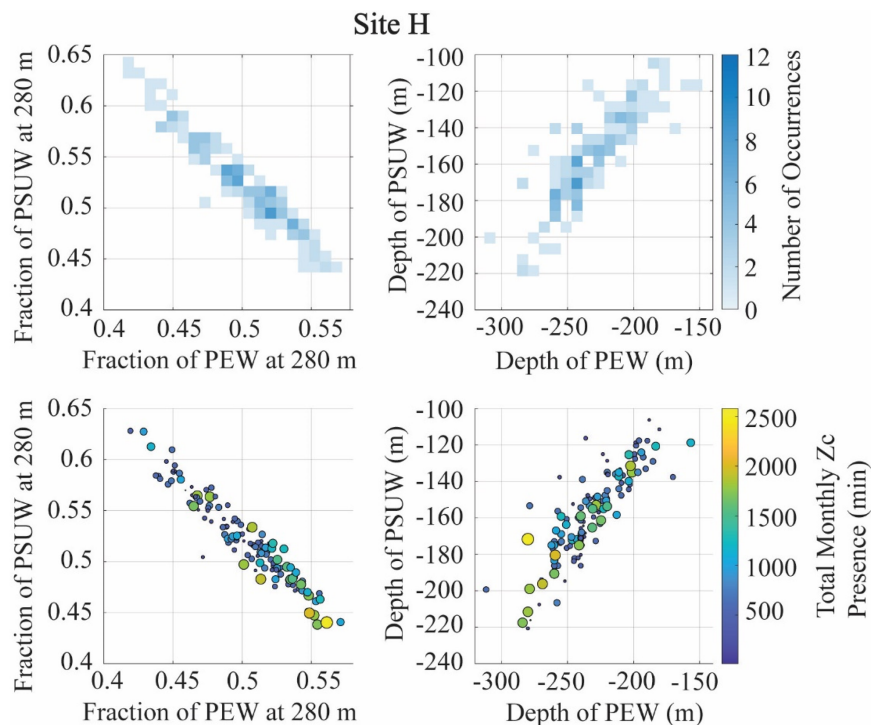 Site H
0.65
0.6
0.55
0.5
0.45
0.4
Fraction of PSUW at 280 m
0.4 0.45 0.5 0.55
Fraction of PEW at 280 m
-100
-120
-140
-160
-180
-200
-220
-240
Depth of PSUW (m)
-300 -250 -200 -150
Depth of PEW (m)
12
10
8
6
4
2
0
Number of Occurrences
0.65
0.6
0.55
0.5
0.45
0.4
Fraction of PSUW at 280 m
0.4 0.45 0.5 0.55
Fraction of PEW at 280 m
-100
-120
-140
-160
-180
-200
-220
-240
Depth of PSUW (m)
-300 -250 -200 -150
Depth of PEW (m)
2500
2000
1500
1000
500
Total Monthly Zc
Presence (min)